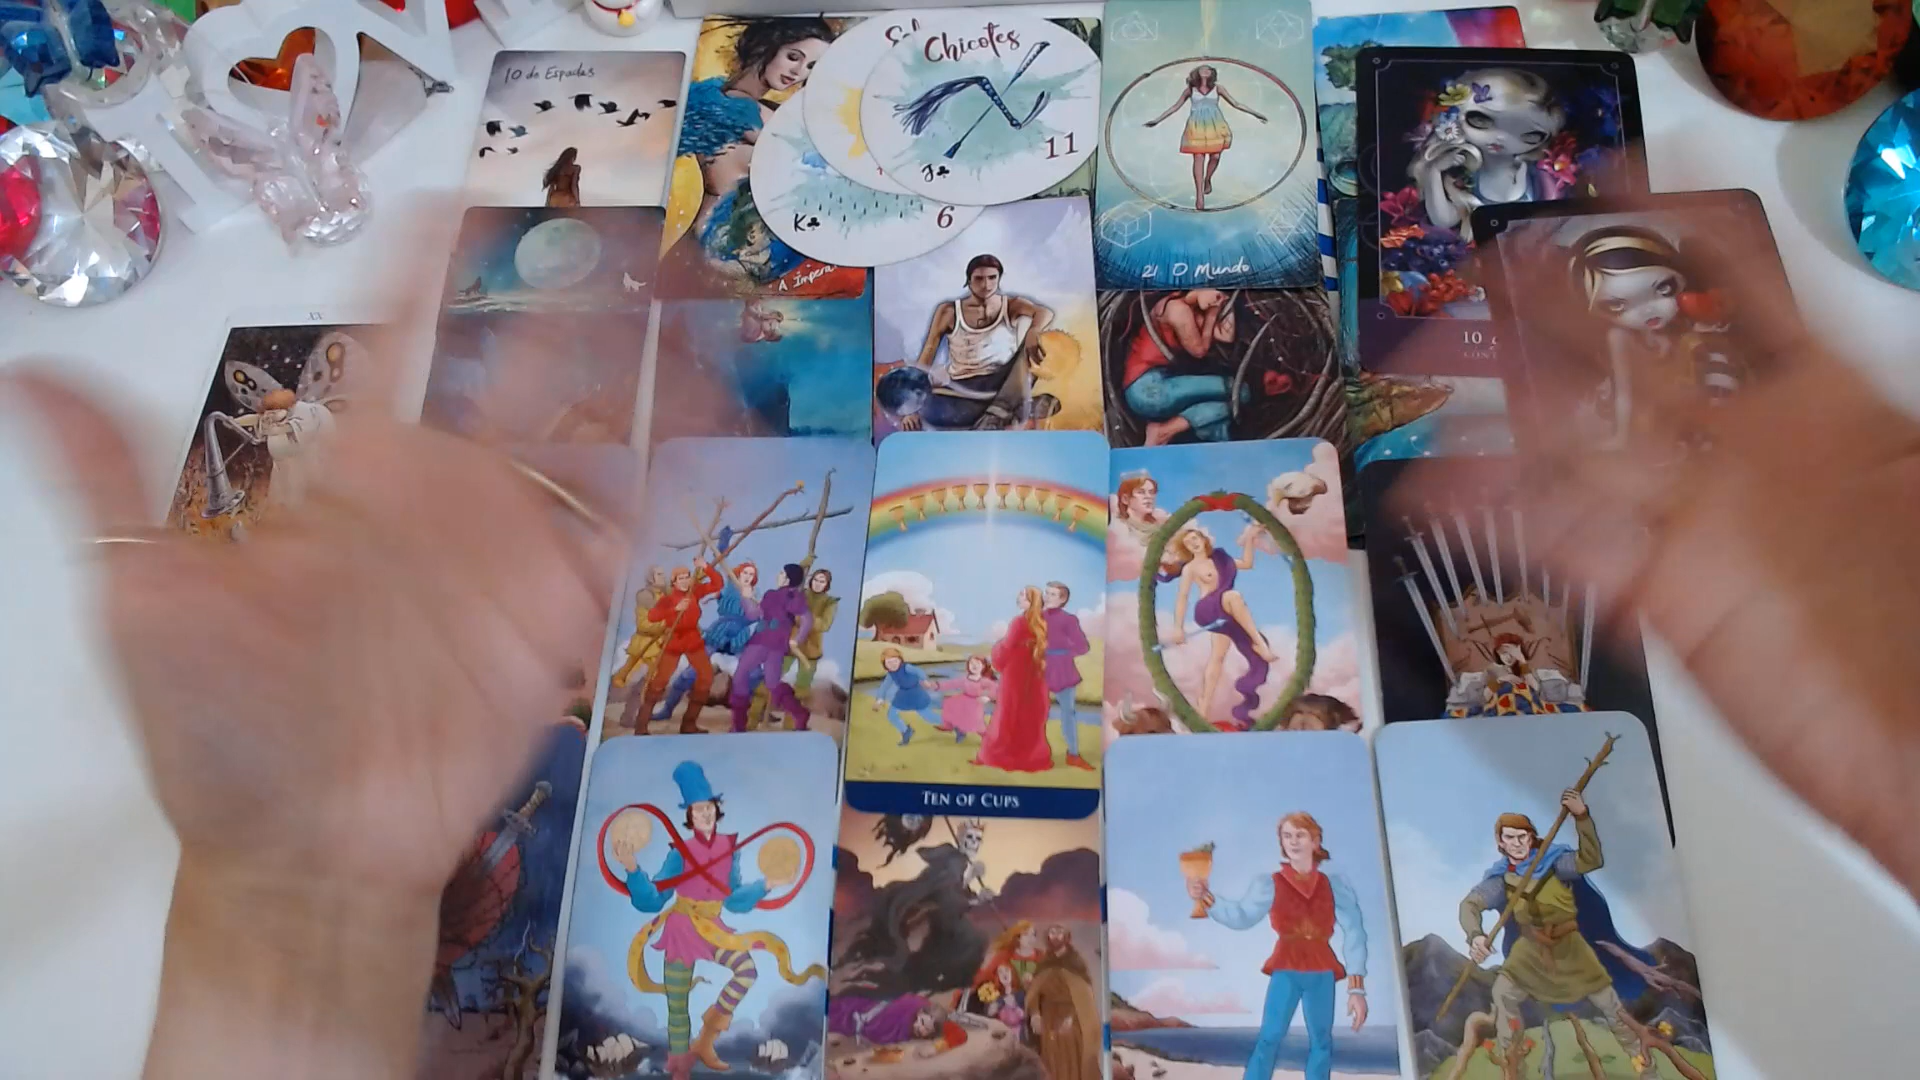 10 de Espadas
Chicotes
11
J♣
K♣
6
A Impera
21 O Mundo
XX
10
TEN OF CUPS